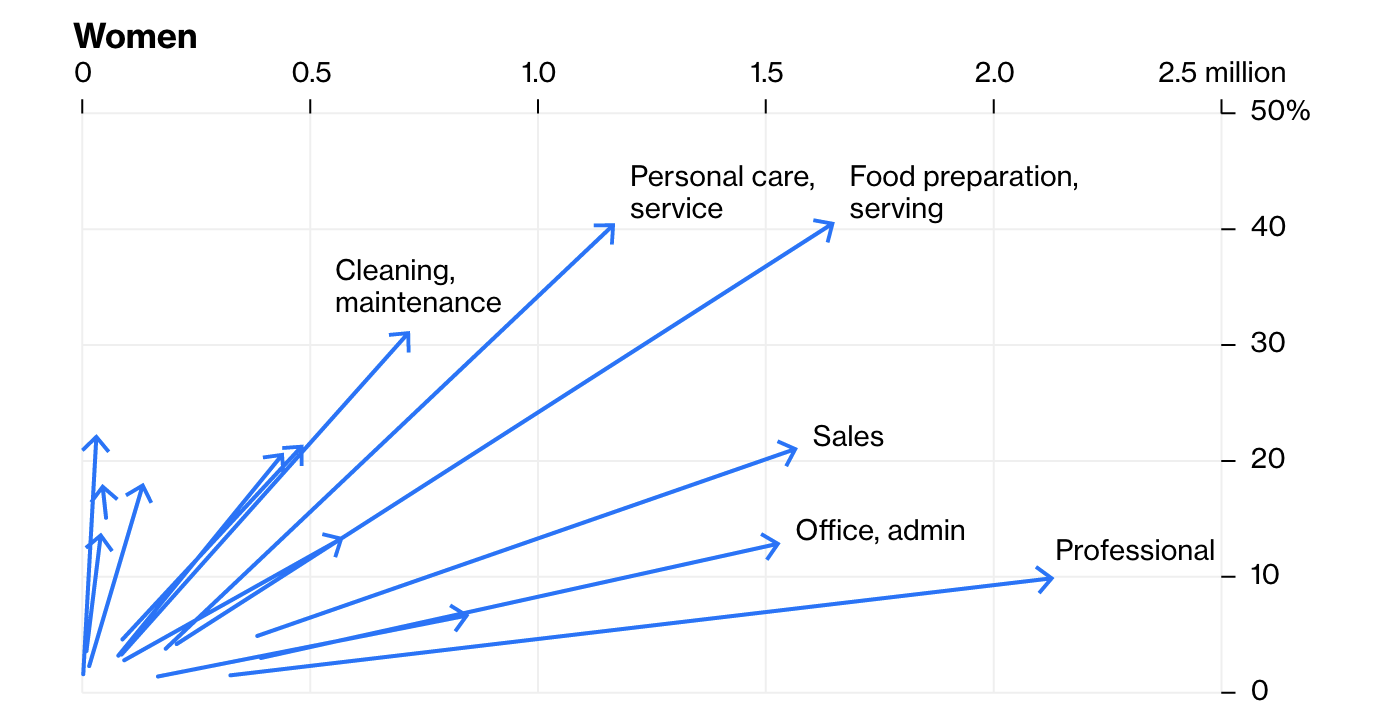 Women
0 0.5 1.0 1.5 2.0 2.5 million
50%
Personal care,
service
Food preparation,
serving
40
Cleaning,
maintenance
30
Sales
20
Office, admin
Professional
10
0